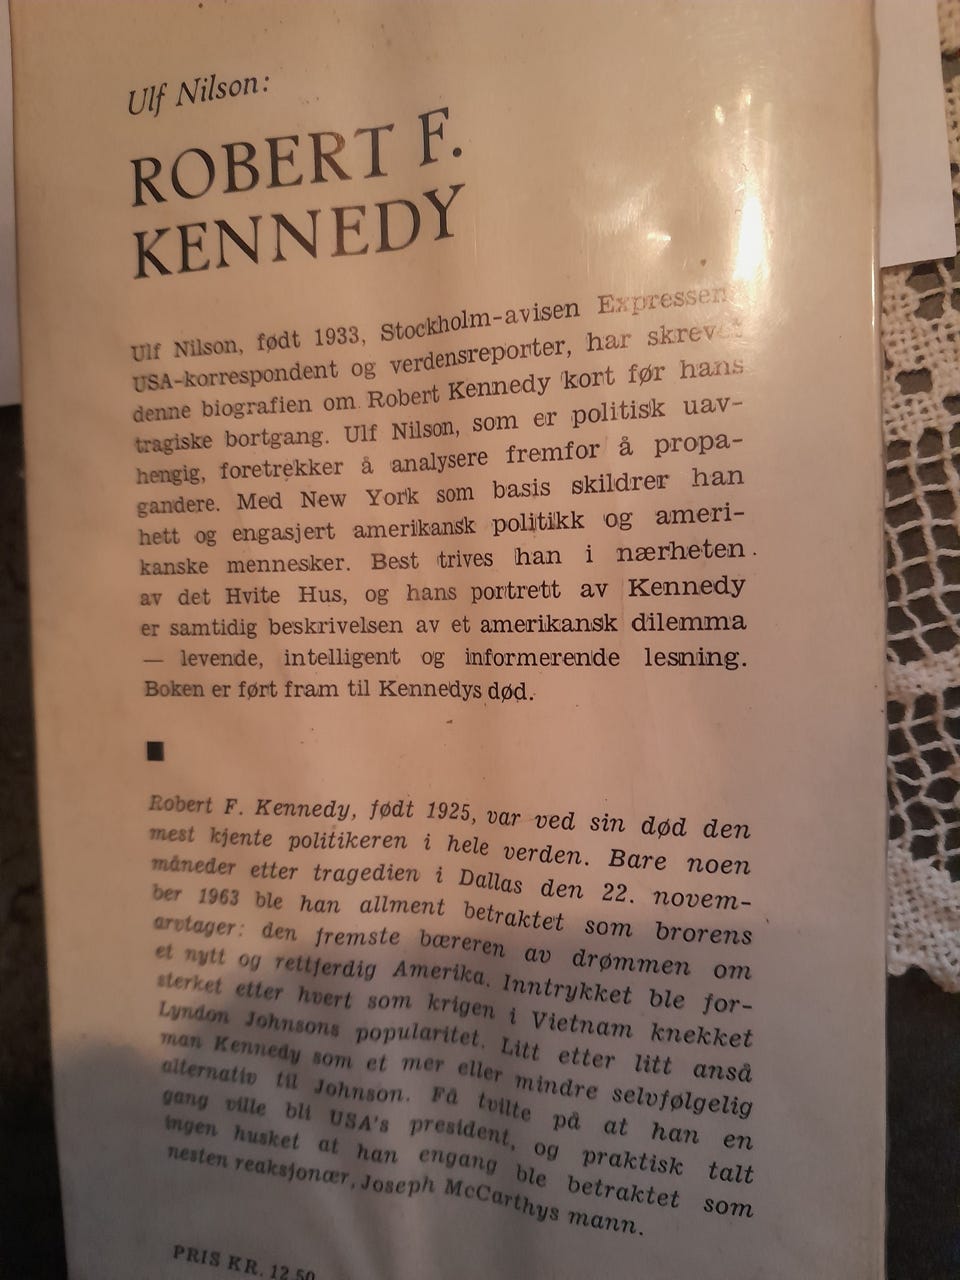 Ulf Nilson:
ROBERT F.
KENNEDY
Ulf Nilson, født 1933, Stockholm-avisen Expressens
USA-korrespondent og verdensreporter, har skrevet
denne biografien om Robert Kennedy kort før hans
tragiske bortgang. Ulf Nilson, som er politisk uav-
hengig, foretrekker å analysere fremfor å propa-
gandere. Med New York som basis skildrer han
hett og engasjert amerikansk politikk og ameri-
kanske mennesker. Best trives han i nærheten
av det Hvite Hus, og hans portrett av Kennedy
er samtidig beskrivelsen av et amerikansk dilemma
— levende, intelligent og informerende lesning.
Boken er ført fram til Kennedys død.
Robert F. Kennedy, født 1925, var ved sin død den
mest kjente politikeren i hele verden. Bare noen
måneder etter tragedien i Dallas den 22. novem-
ber 1963 ble han allment betraktet som brorens
arvtager: den fremste bæreren av drømmen om
et nytt og rettferdig Amerika. Inntrykket ble for-
sterket etter hvert som krigen i Vietnam knekket
Lyndon Johnsons popularitet. Litt etter litt anså
man Kennedy som et mer eller mindre selvfølgelig
alternativ til Johnson. Få tvilte på at han en
gang ville bli USA's president, og praktisk talt
ingen husket at han engang ble betraktet som
nesten reaksjonær, Joseph McCarthys mann.
PRIS KR. 12,50